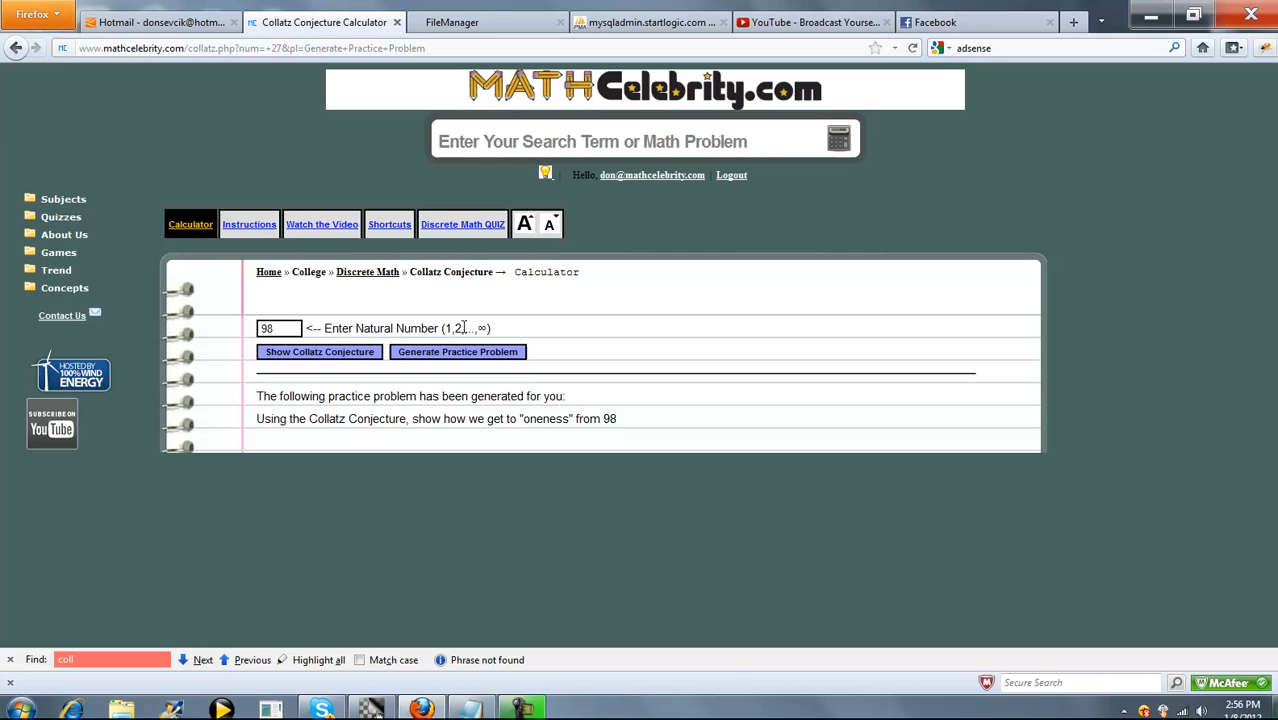 Firefox
Hotmail - donsevcik@hotm...
Collatz Conjecture Calculator
FileManager
mysqladmin.startlogic.com ...
YouTube - Broadcast Yourse...
Facebook
www.mathcelebrity.com/collatz.php?num=+27&pl=Generate+Practice+Problem
adsense
MATHCelebrity.com
Enter Your Search Term or Math Problem
| Hello, don@mathcelebrity.com | Logout
Subjects
Quizzes
About Us
Games
Trend
Concepts
Contact Us
HOSTED BY
100% WIND
ENERGY
SUBSCRIBE ON
YouTube
Calculator
Instructions
Watch the Video
Shortcuts
Discrete Math QUIZ
A A
Home » College » Discrete Math » Collatz Conjecture → Calculator
98 <-- Enter Natural Number (1,2,...,∞)
Show Collatz Conjecture
Generate Practice Problem
The following practice problem has been generated for you:
Using the Collatz Conjecture, show how we get to "oneness" from 98
Find: coll
Next
Previous
Highlight all
Match case
Phrase not found
Secure Search
McAfee
2:56 PM
1/8/2012